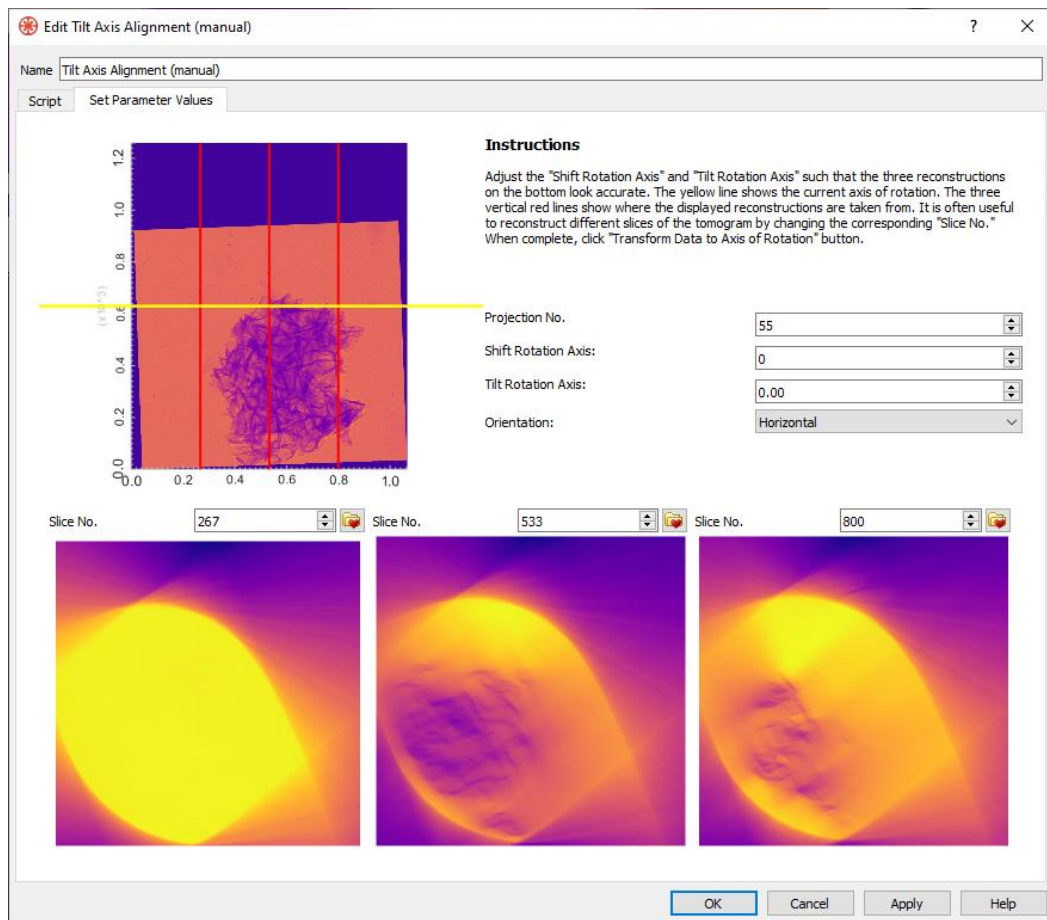 Edit Tilt Axis Alignment (manual)
? ×
Name Tilt Axis Alignment (manual)
Script Set Parameter Values
Instructions
Adjust the "Shift Rotation Axis" and "Tilt Rotation Axis" such that the three reconstructions
on the bottom look accurate. The yellow line shows the current axis of rotation. The three
vertical red lines show where the displayed reconstructions are taken from. It is often useful
to reconstruct different slices of the tomogram by changing the corresponding "Slice No."
When complete, click "Transform Data to Axis of Rotation" button.
1.2
1.0
0.8
0.6
0.4
0.2
0.0
(x10^3)
0.0 0.2 0.4 0.6 0.8 1.0
Projection No. 55
Shift Rotation Axis: 0
Tilt Rotation Axis: 0.00
Orientation: Horizontal
Slice No. 267 Slice No. 533 Slice No. 800
OK Cancel Apply Help